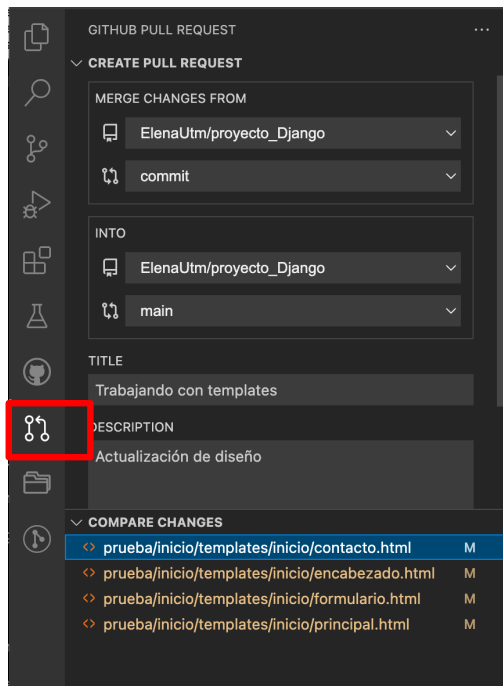 GITHUB PULL REQUEST
CREATE PULL REQUEST
MERGE CHANGES FROM
ElenaUtm/proyecto_Django
commit
INTO
ElenaUtm/proyecto_Django
main
TITLE
Trabajando con templates
DESCRIPTION
Actualización de diseño
COMPARE CHANGES
prueba/inicio/templates/inicio/contacto.html M
prueba/inicio/templates/inicio/encabezado.html M
prueba/inicio/templates/inicio/formulario.html M
prueba/inicio/templates/inicio/principal.html M